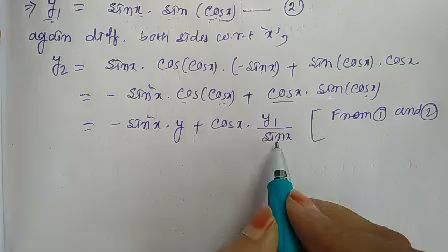 ⇒ y₁ = sinx · sin (cosx) —— ②
again diff. both sides w.r.t 'x',
y₂ = sinx · cos(cosx) · (-sinx) + sin(cosx) · cosx
= - sin²x · cos(cosx) + cosx · sin(cosx)
= - sin²x · y + cosx · y₁/sinx [From ① and ②